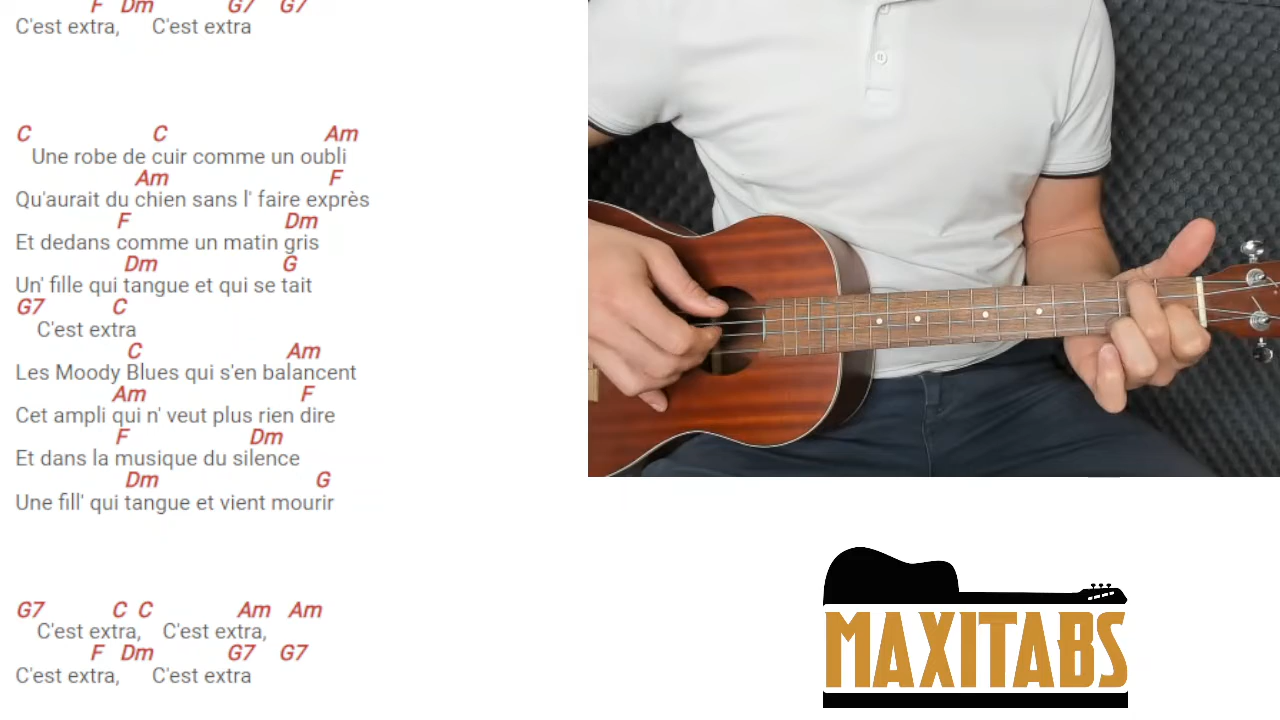 F Dm G7 G7
C'est extra, C'est extra
C C Am
Une robe de cuir comme un oubli
Am F
Qu'aurait du chien sans l' faire exprès
F Dm
Et dedans comme un matin gris
Dm G
Un' fille qui tangue et qui se tait
G7 C
C'est extra
C Am
Les Moody Blues qui s'en balancent
Am F
Cet ampli qui n' veut plus rien dire
F Dm
Et dans la musique du silence
Dm G
Une fill' qui tangue et vient mourir
G7 C C Am Am
C'est extra, C'est extra,
F Dm G7 G7
C'est extra, C'est extra
MAXITABS